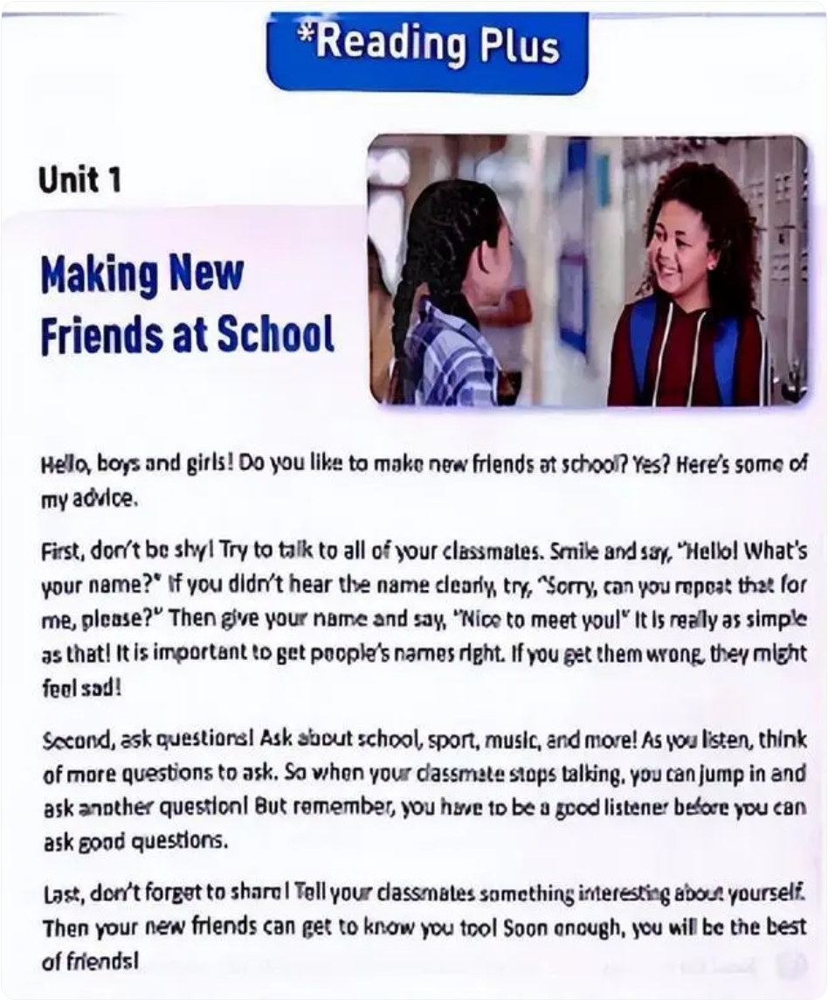 *Reading Plus
Unit 1
Making New
Friends at School
Hello, boys and girls! Do you like to make new friends at school? Yes? Here's some of
my advice.
First, don't be shy! Try to talk to all of your classmates. Smile and say, "Hello! What's
your name?" If you didn't hear the name clearly, try, "Sorry, can you repeat that for
me, please?" Then give your name and say, "Nice to meet you!" It is really as simple
as that! It is important to get people's names right. If you get them wrong, they might
feel sad!
Second, ask questions! Ask about school, sport, music, and more! As you listen, think
of more questions to ask. So when your classmate stops talking, you can jump in and
ask another question! But remember, you have to be a good listener before you can
ask good questions.
Last, don't forget to share! Tell your classmates something interesting about yourself.
Then your new friends can get to know you too! Soon enough, you will be the best
of friends!